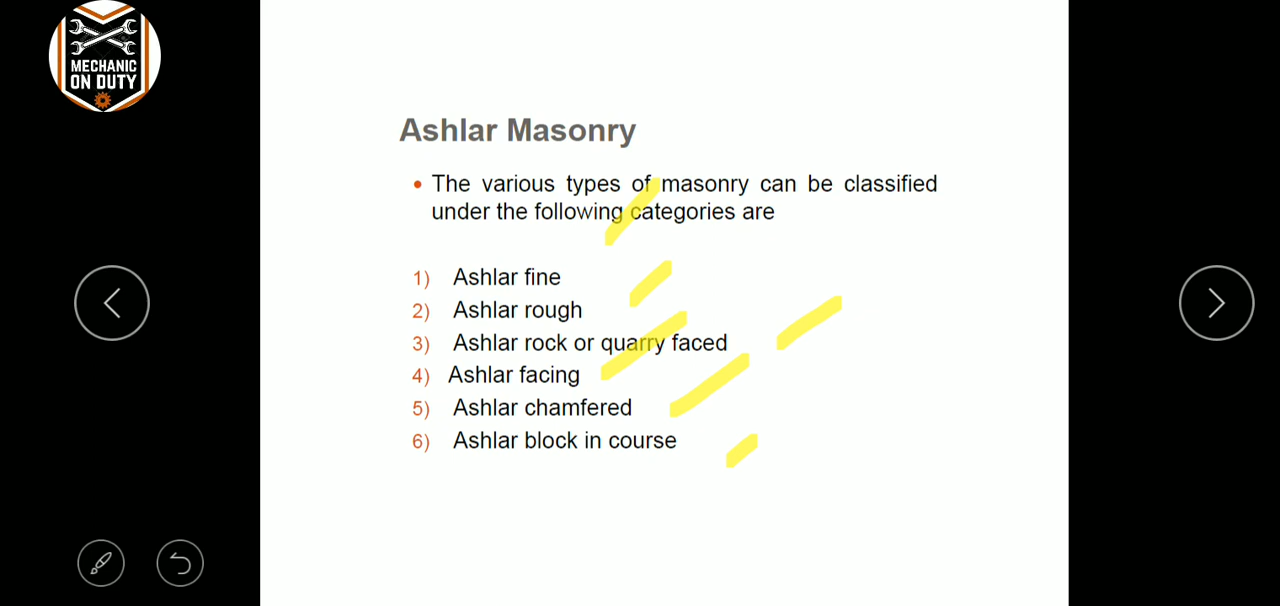 MECHANIC
ON DUTY
Ashlar Masonry
• The various types of masonry can be classified
under the following categories are
1) Ashlar fine
2) Ashlar rough
3) Ashlar rock or quarry faced
4) Ashlar facing
5) Ashlar chamfered
6) Ashlar block in course